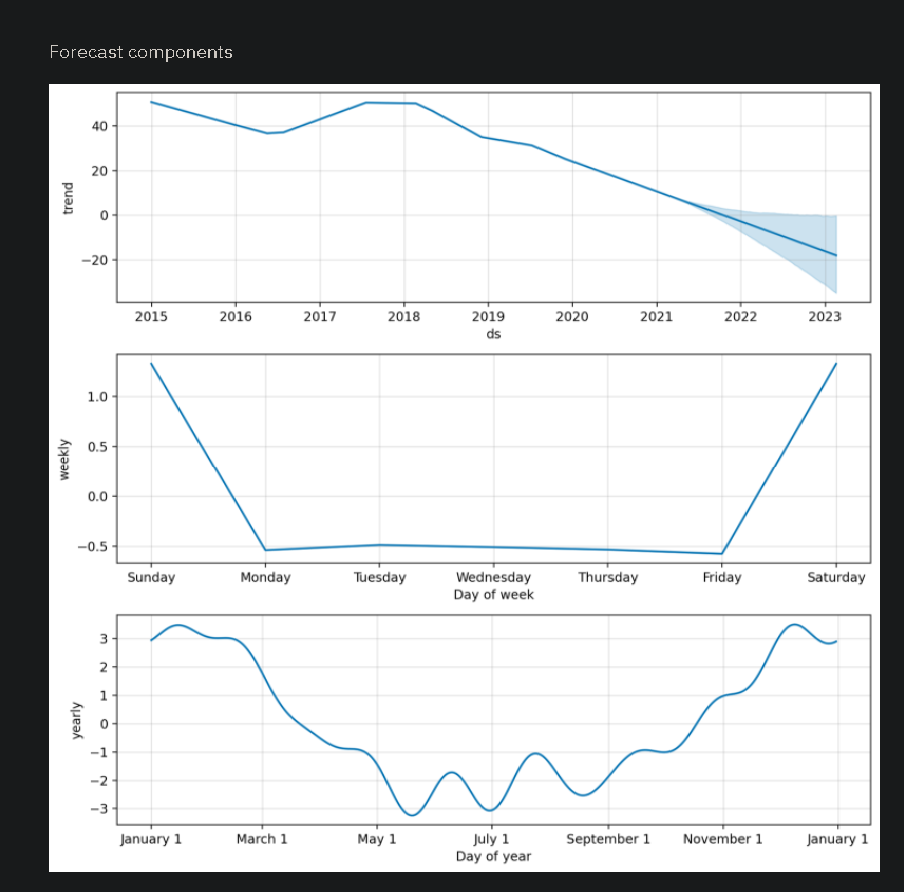 Forecast components
40
20
0
−20
trend
2015 2016 2017 2018 2019 2020 2021 2022 2023
ds
1.0
0.5
0.0
−0.5
weekly
Sunday Monday Tuesday Wednesday Thursday Friday Saturday
Day of week
3
2
1
0
−1
−2
−3
yearly
January 1 March 1 May 1 July 1 September 1 November 1 January 1
Day of year